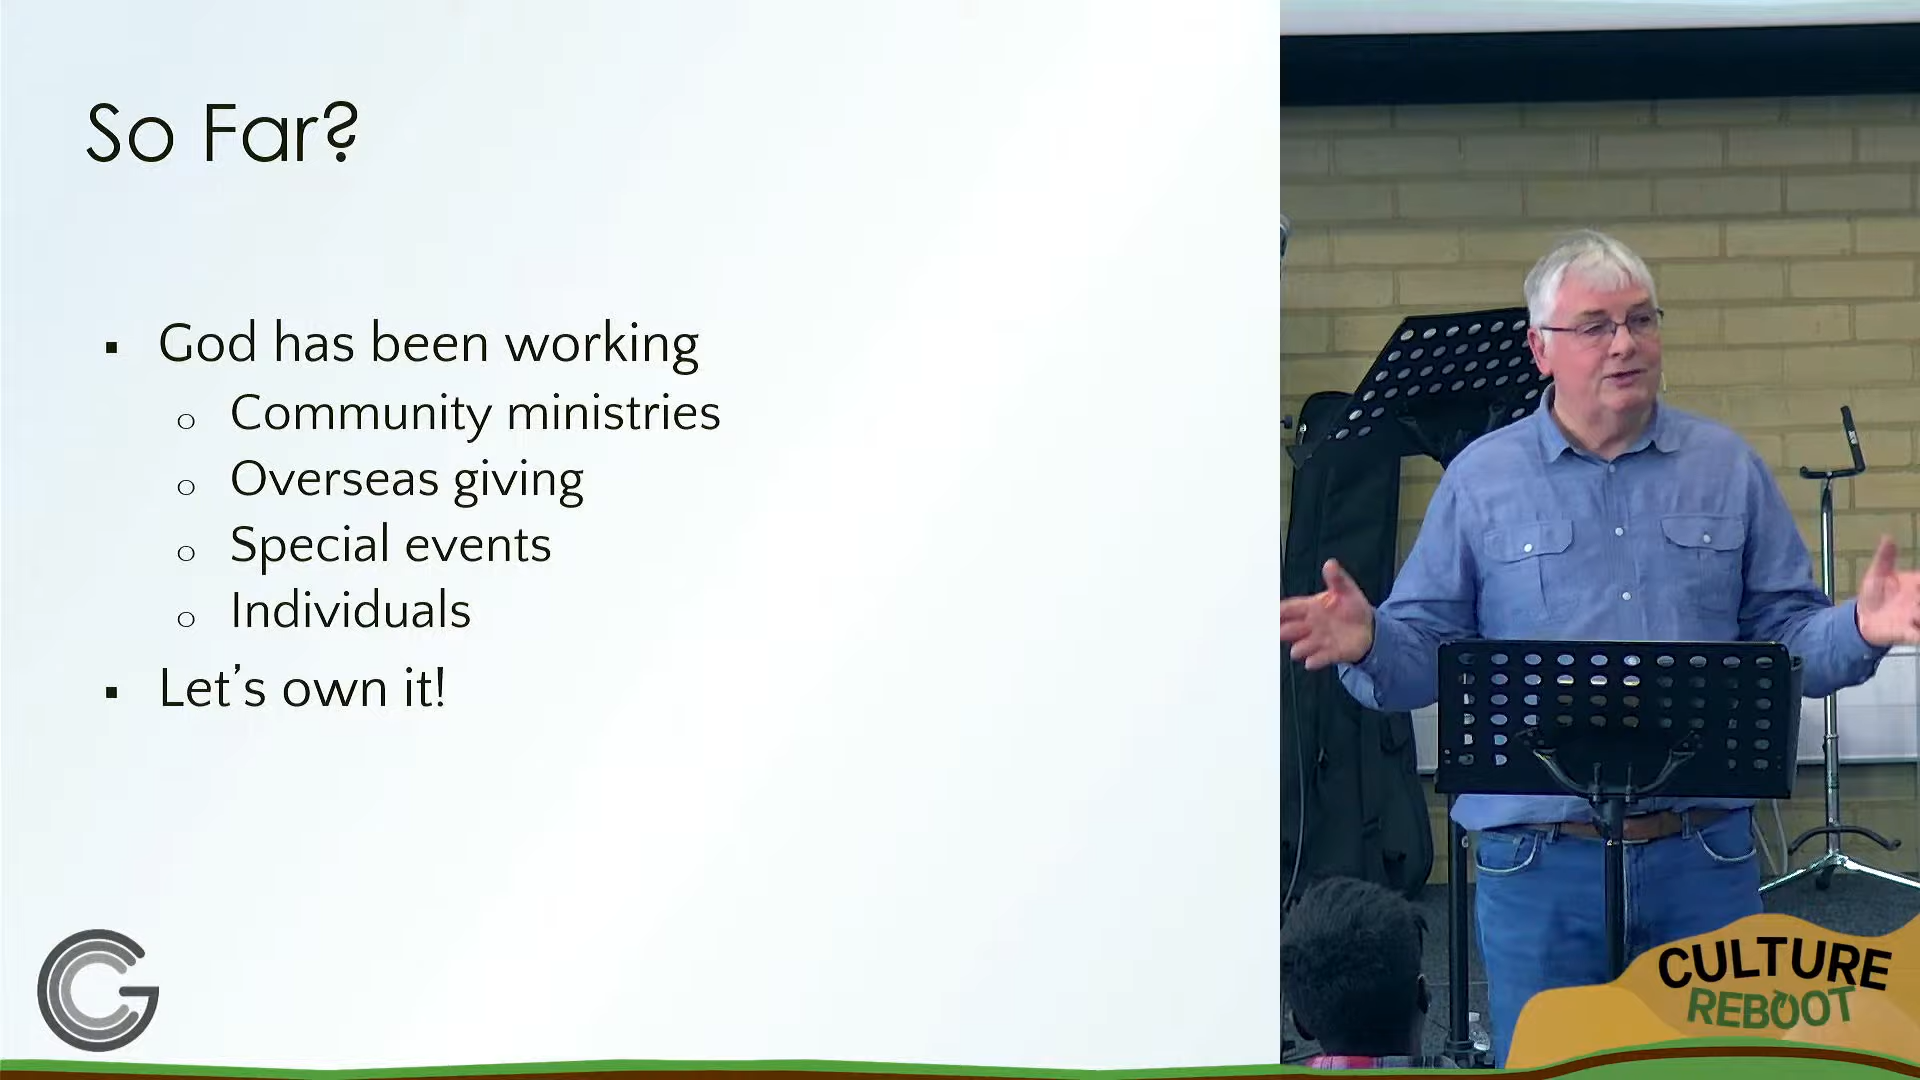 So Far?
God has been working
Community ministries
Overseas giving
Special events
Individuals
Let's own it!
CULTURE
REBOOT